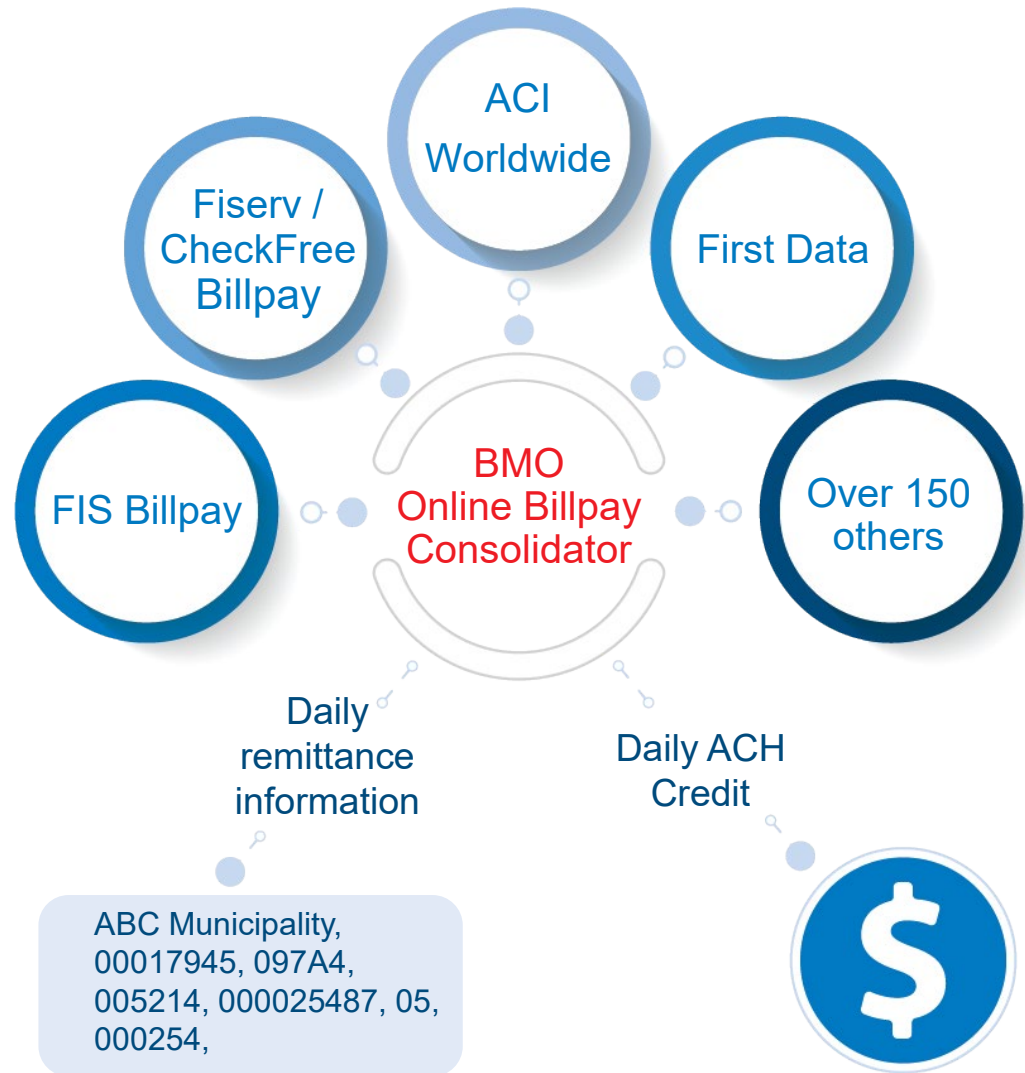 ACI
Worldwide
Fiserv /
CheckFree
Billpay
First Data
FIS Billpay
BMO
Online Billpay
Consolidator
Over 150
others
Daily
remittance
information
Daily ACH
Credit
ABC Municipality,
00017945, 097A4,
005214, 000025487, 05,
000254,
$